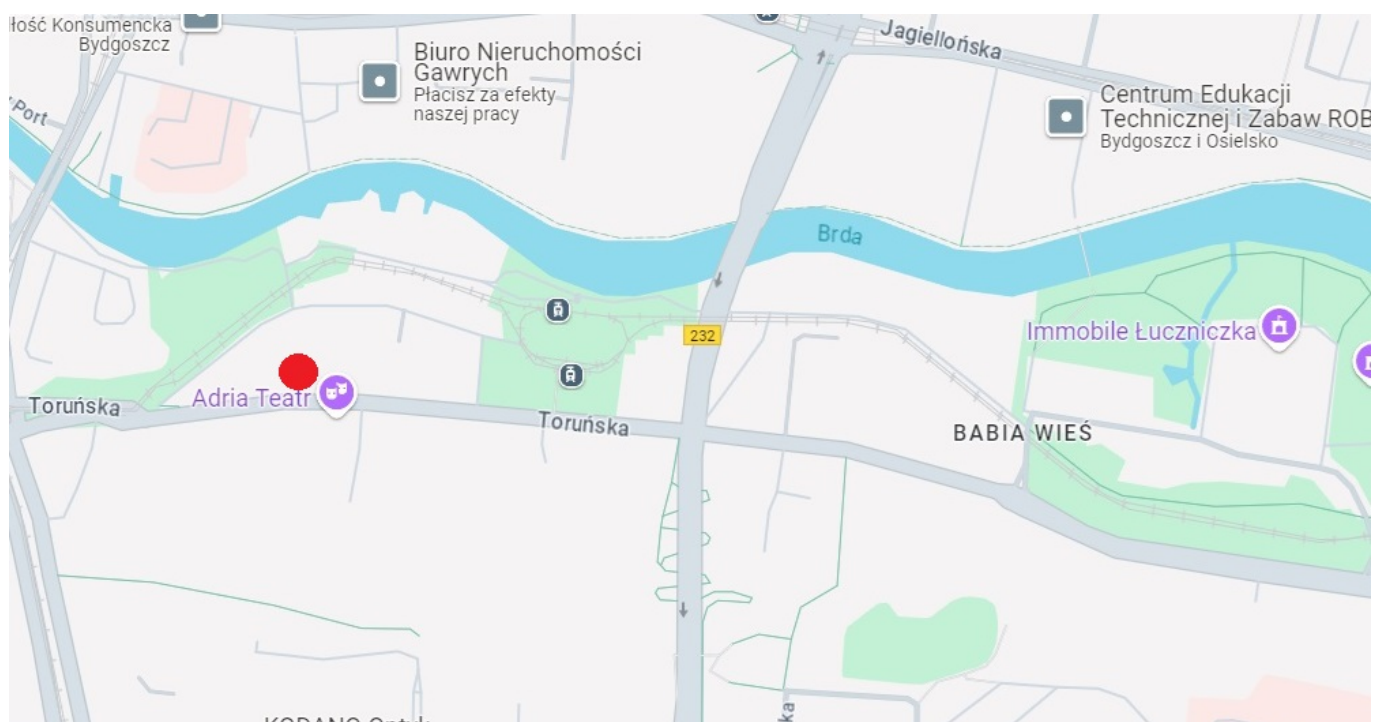 łość Konsumencka
Bydgoszcz
Biuro Nieruchomości
Gawrych
Płacisz za efekty
naszej pracy
Jagiellońska
Centrum Edukacji
Technicznej i Zabaw ROB
Bydgoszcz i Osielsko
Port
Brda
Immobile Łuczniczka
232
Adria Teatr
Toruńska
Toruńska
BABIA WIEŚ